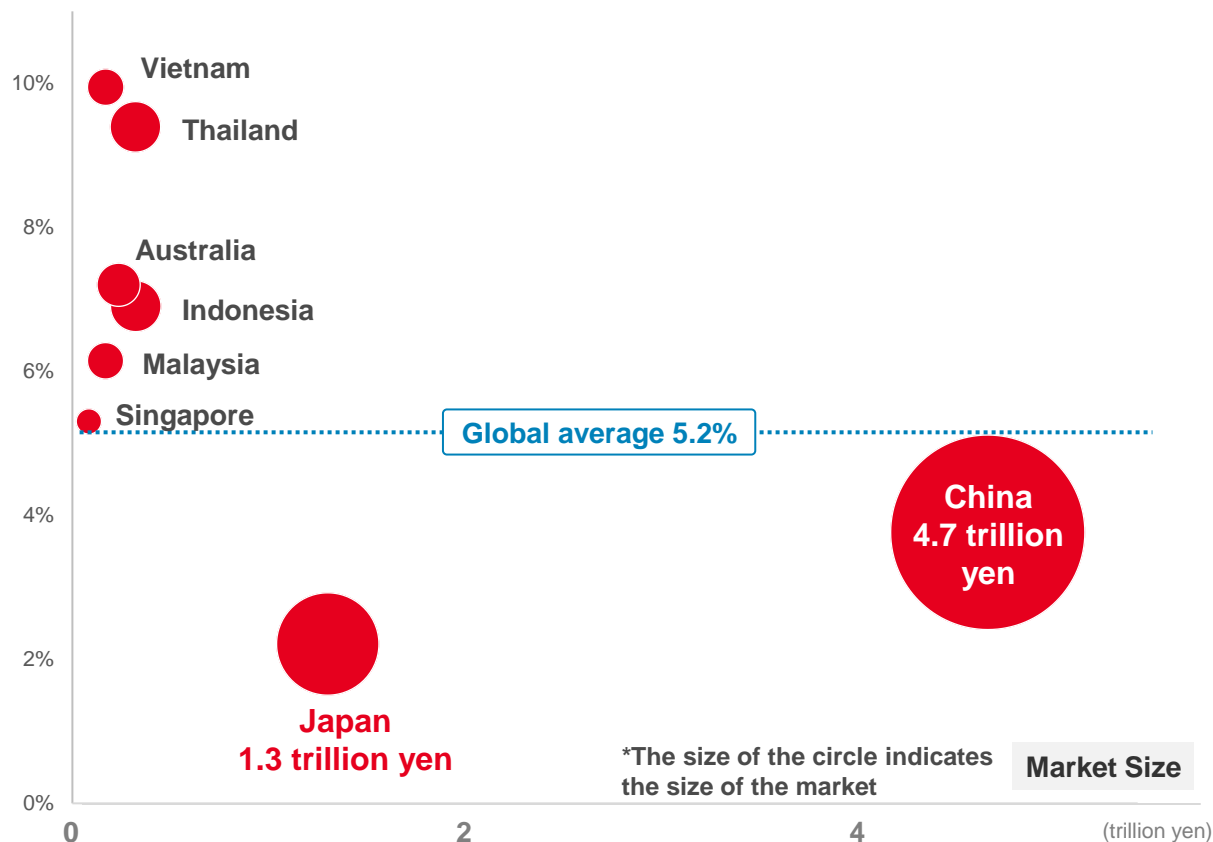 10%
Vietnam
Thailand
8%
Australia
Indonesia
6%
Malaysia
Singapore
Global average 5.2%
4%
China
4.7 trillion
yen
2%
Japan
1.3 trillion yen
*The size of the circle indicates
the size of the market
Market Size
0%
0 2 4 (trillion yen)